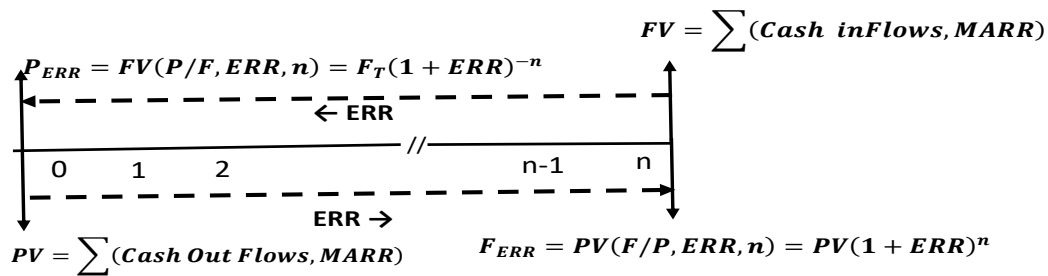 FV = ∑(Cash inFlows, MARR)
P_ERR = FV(P/F, ERR, n) = F_T(1 + ERR)^{-n}
← ERR
//
0 1 2 n-1 n
ERR →
PV = ∑(Cash Out Flows, MARR)
F_ERR = PV(F/P, ERR, n) = PV(1 + ERR)^n